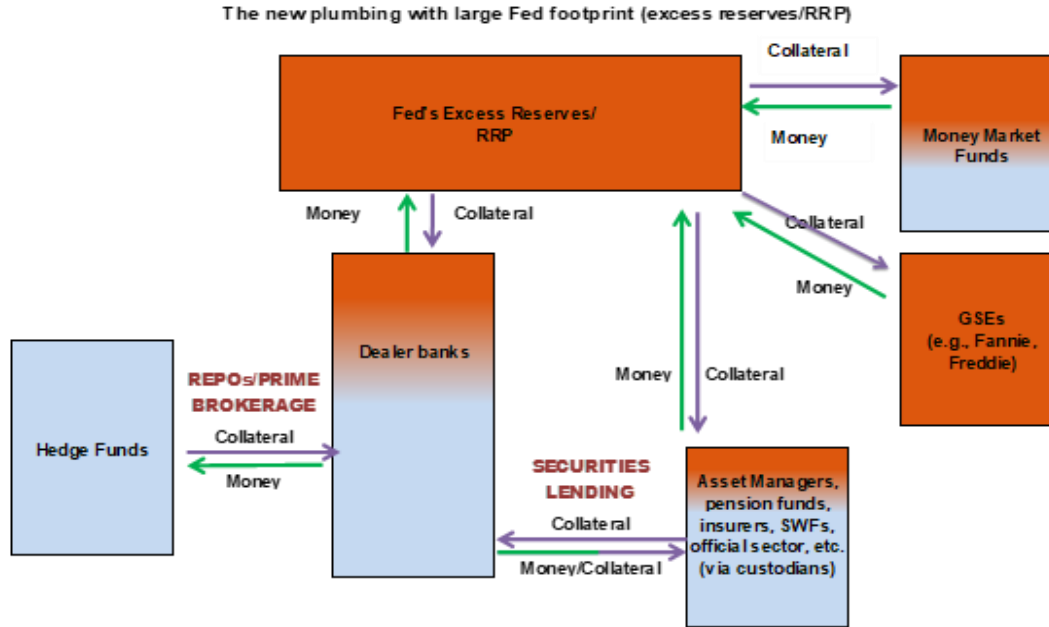 The new plumbing with large Fed footprint (excess reserves/RRP)
Collateral
Fed's Excess Reserves/
RRP
Money
Money Market
Funds
Money
Collateral
Collateral
Money
GSEs
(e.g., Fannie,
Freddie)
Dealer banks
Money
Collateral
REPOs/PRIME
BROKERAGE
Hedge Funds
Collateral
Money
SECURITIES
LENDING
Collateral
Money/Collateral
Asset Managers,
pension funds,
insurers, SWFs,
official sector, etc.
(via custodians)